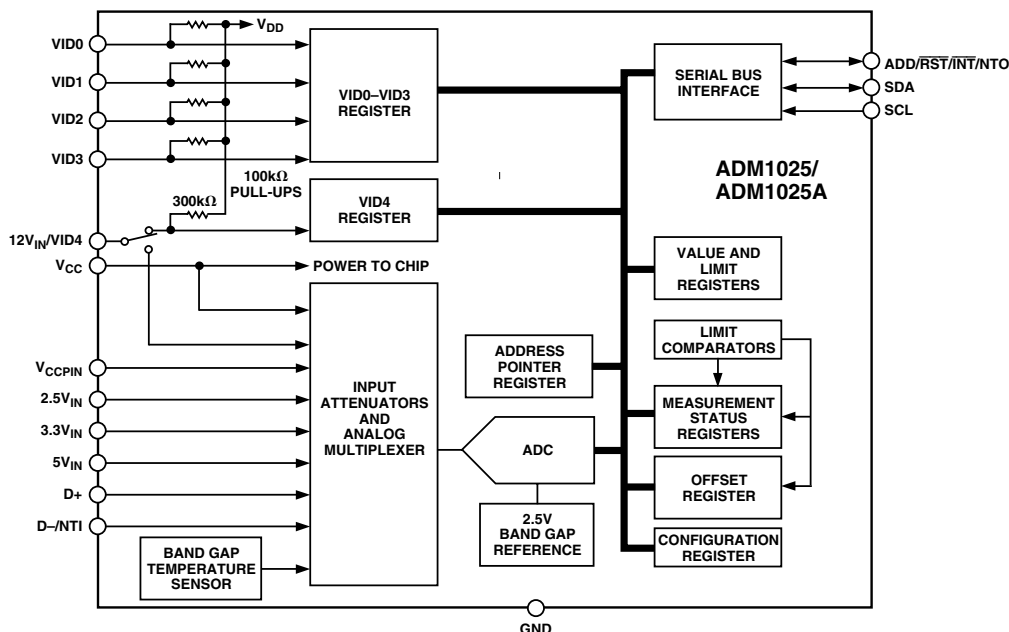 VDD
VID0
VID1
VID2
VID3
VID0–VID3
REGISTER
100kΩ
PULL-UPS
300kΩ
VID4
REGISTER
12VIN/VID4
VCC
POWER TO CHIP
VCCPIN
2.5VIN
3.3VIN
5VIN
D+
D–/NTI
INPUT
ATTENUATORS
AND
ANALOG
MULTIPLEXER
BAND GAP
TEMPERATURE
SENSOR
ADDRESS
POINTER
REGISTER
ADC
2.5V
BAND GAP
REFERENCE
SERIAL BUS
INTERFACE
ADD/RST/INT/NTO
SDA
SCL
ADM1025/
ADM1025A
VALUE AND
LIMIT
REGISTERS
LIMIT
COMPARATORS
MEASUREMENT
STATUS
REGISTERS
OFFSET
REGISTER
CONFIGURATION
REGISTER
GND